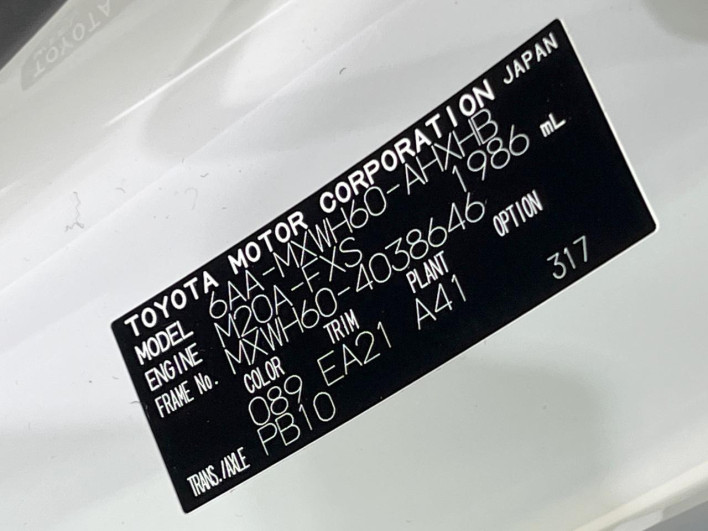 TOYOTA MOTOR CORPORATION JAPAN
MODEL 6AA-MXWH60-AHXHB
ENGINE M20A-FXS 1986 mL
FRAME No. MXWH60-4038646
COLOR TRIM PLANT OPTION
089 EA21 A41 317
TRANS./AXLE PB10
TOYOTA